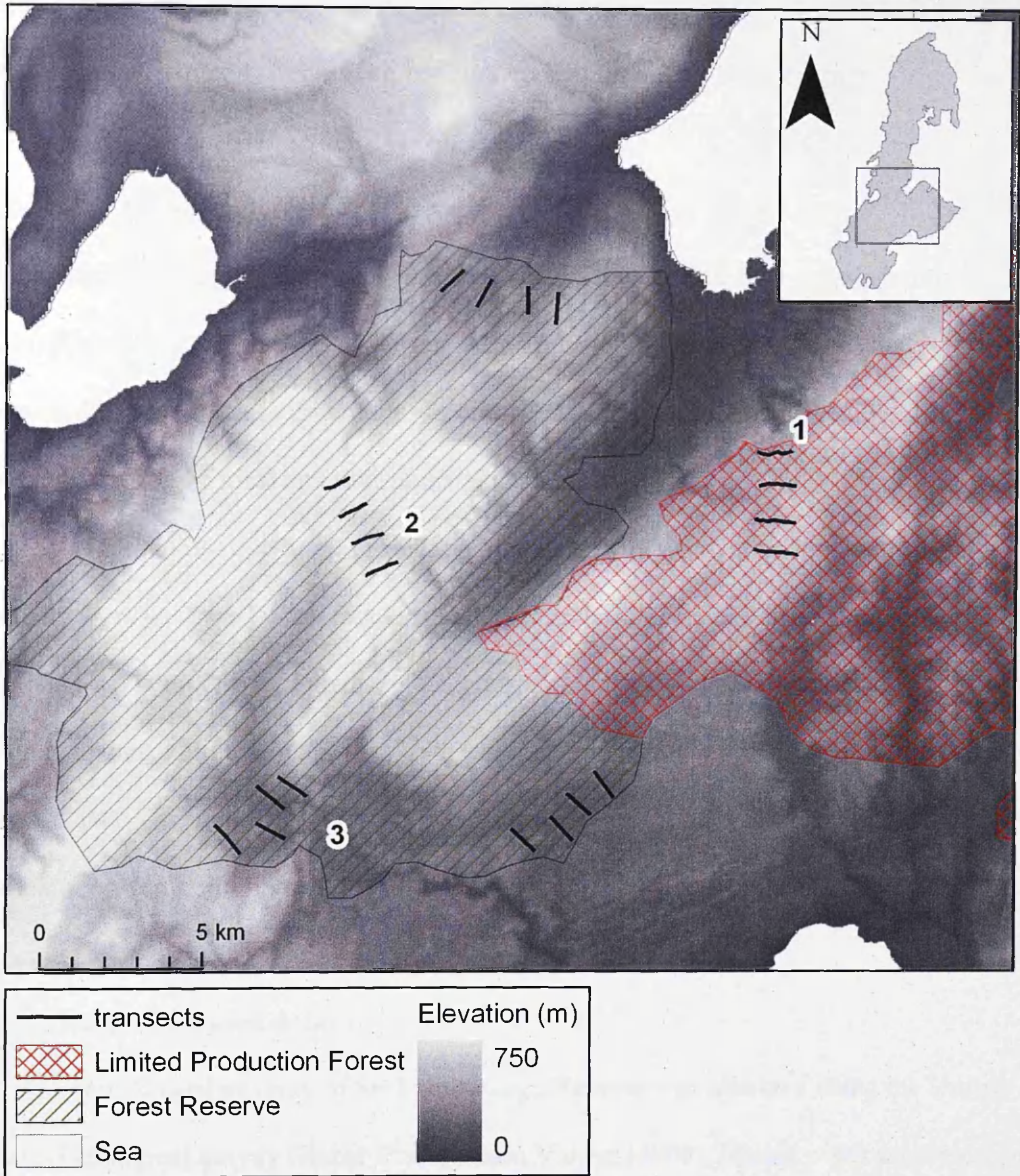 N
1
2
3
0 5 km
transects
Limited Production Forest
Forest Reserve
Sea
Elevation (m)
750
0